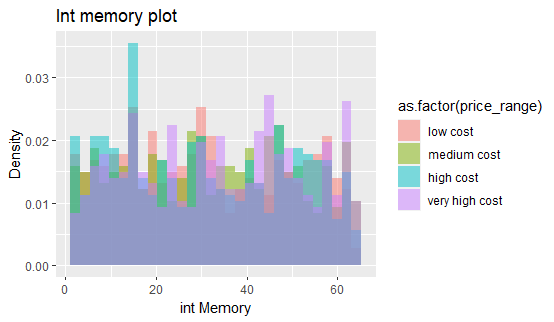 Int memory plot
Density
0.03
0.02
0.01
0.00
0
20
40
60
int Memory
as.factor(price_range)
low cost
medium cost
high cost
very high cost